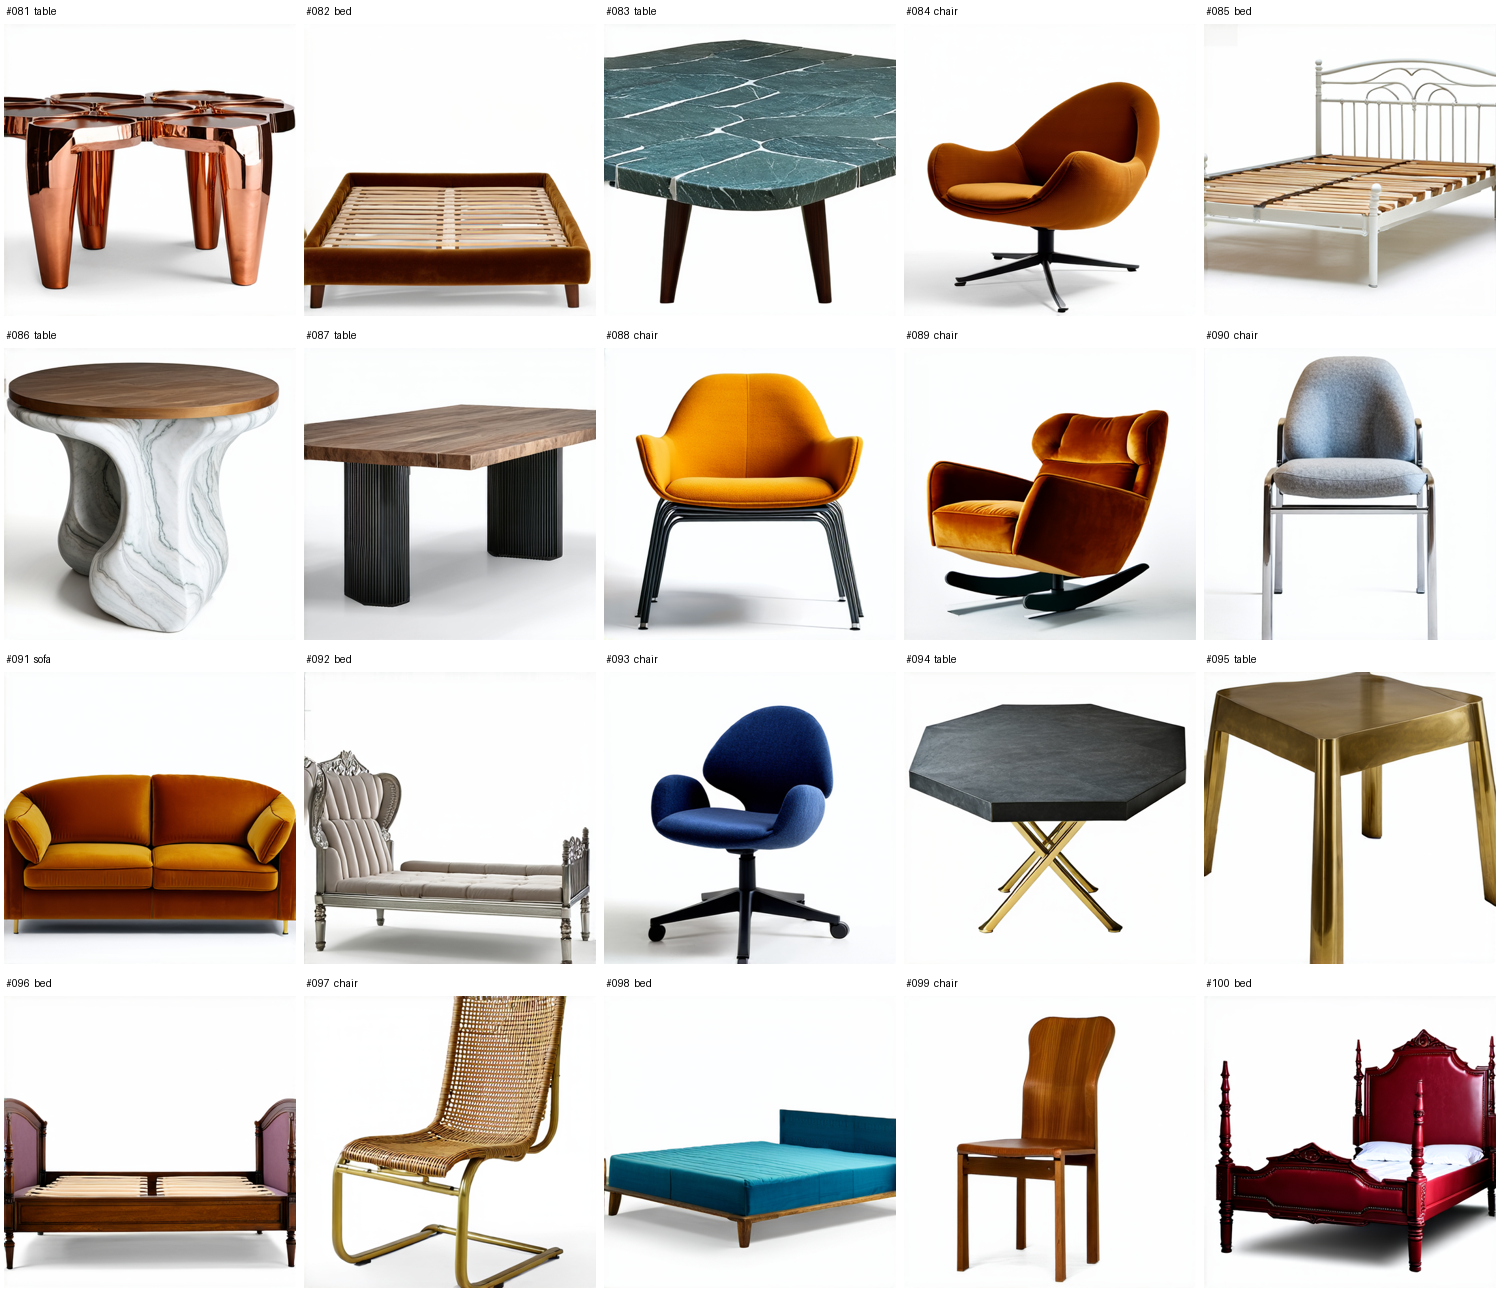 #081 table
#082 bed
#083 table
#084 chair
#085 bed
#086 table
#087 table
#088 chair
#089 chair
#090 chair
#091 sofa
#092 bed
#093 chair
#094 table
#095 table
#096 bed
#097 chair
#098 bed
#099 chair
#100 bed